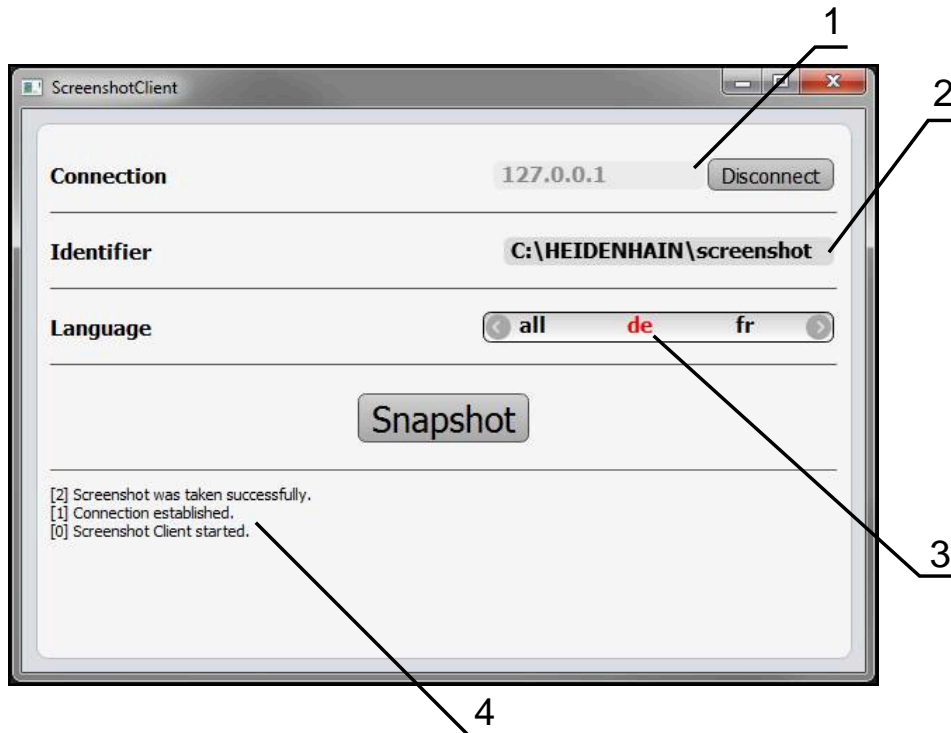 1
ScreenshotClient
2
Connection 127.0.0.1 Disconnect
Identifier C:\HEIDENHAIN\screenshot
Language all de fr
Snapshot
[2] Screenshot was taken successfully.
[1] Connection established.
[0] Screenshot Client started.
3
4